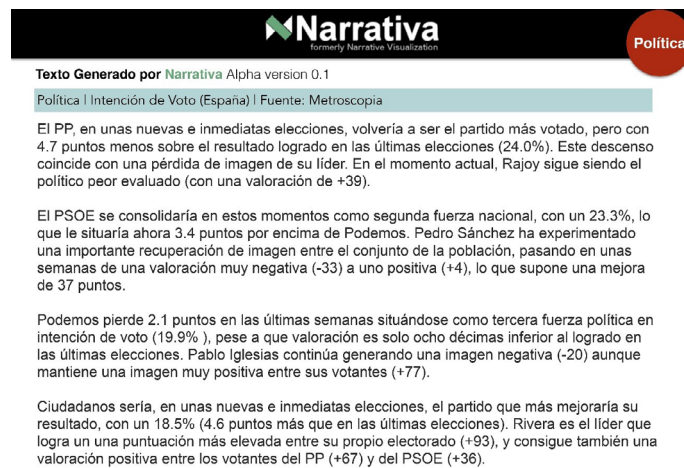 Narrativa
formerly Narrative Visualization
Política
Texto Generado por Narrativa Alpha version 0.1
Política | Intención de Voto (España) | Fuente: Metroscopia
El PP, en unas nuevas e inmediatas elecciones, volvería a ser el partido más votado, pero con
4.7 puntos menos sobre el resultado logrado en las últimas elecciones (24.0%). Este descenso
coincide con una pérdida de imagen de su líder. En el momento actual, Rajoy sigue siendo el
político peor evaluado (con una valoración de +39).
El PSOE se consolidaría en estos momentos como segunda fuerza nacional, con un 23.3%, lo
que le situaría ahora 3.4 puntos por encima de Podemos. Pedro Sánchez ha experimentado
una importante recuperación de imagen entre el conjunto de la población, pasando en unas
semanas de una valoración muy negativa (-33) a uno positiva (+4), lo que supone una mejora
de 37 puntos.
Podemos pierde 2.1 puntos en las últimas semanas situándose como tercera fuerza política en
intención de voto (19.9% ), pese a que valoración es solo ocho décimas inferior al logrado en
las últimas elecciones. Pablo Iglesias continúa generando una imagen negativa (-20) aunque
mantiene una imagen muy positiva entre sus votantes (+77).
Ciudadanos sería, en unas nuevas e inmediatas elecciones, el partido que más mejoraría su
resultado, con un 18.5% (4.6 puntos más que en las últimas elecciones). Rivera es el líder que
logra un una puntuación más elevada entre su propio electorado (+93), y consigue también una
valoración positiva entre los votantes del PP (+67) y del PSOE (+36).